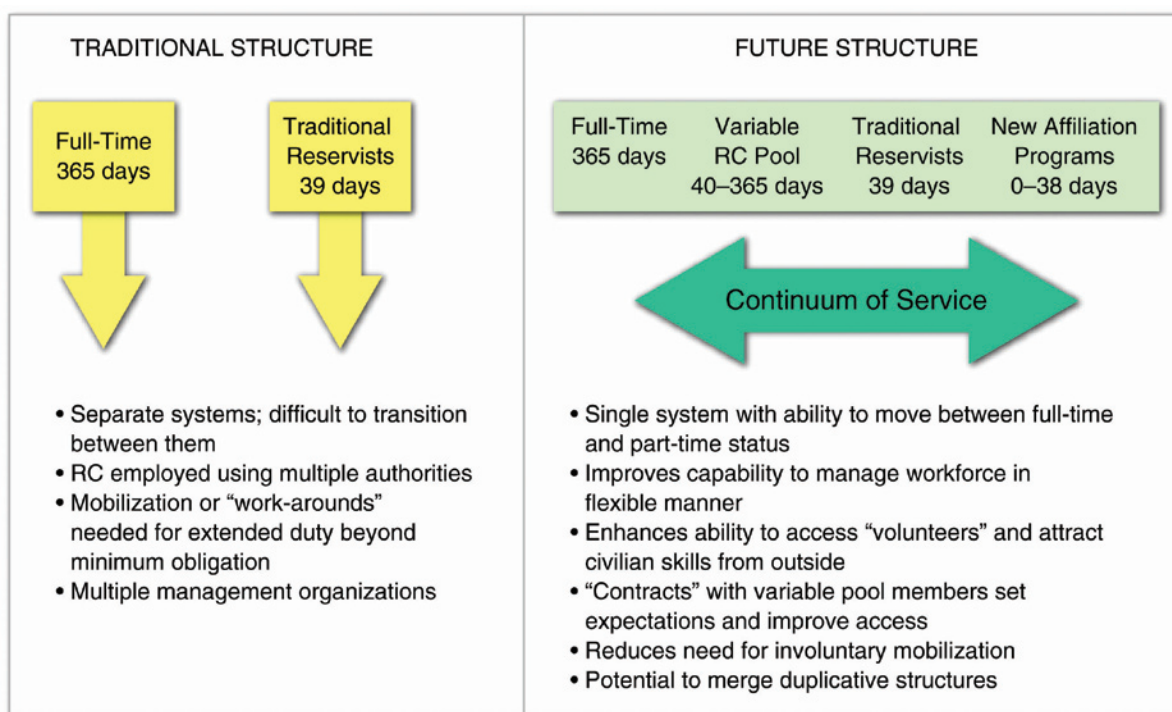 TRADITIONAL STRUCTURE
Full-Time
365 days
Traditional
Reservists
39 days
• Separate systems; difficult to transition
between them
• RC employed using multiple authorities
• Mobilization or “work-arounds”
needed for extended duty beyond
minimum obligation
• Multiple management organizations
FUTURE STRUCTURE
Full-Time
365 days
Variable
RC Pool
40–365 days
Traditional
Reservists
39 days
New Affiliation
Programs
0–38 days
Continuum of Service
• Single system with ability to move between full-time
and part-time status
• Improves capability to manage workforce in
flexible manner
• Enhances ability to access “volunteers” and attract
civilian skills from outside
• “Contracts” with variable pool members set
expectations and improve access
• Reduces need for involuntary mobilization
• Potential to merge duplicative structures